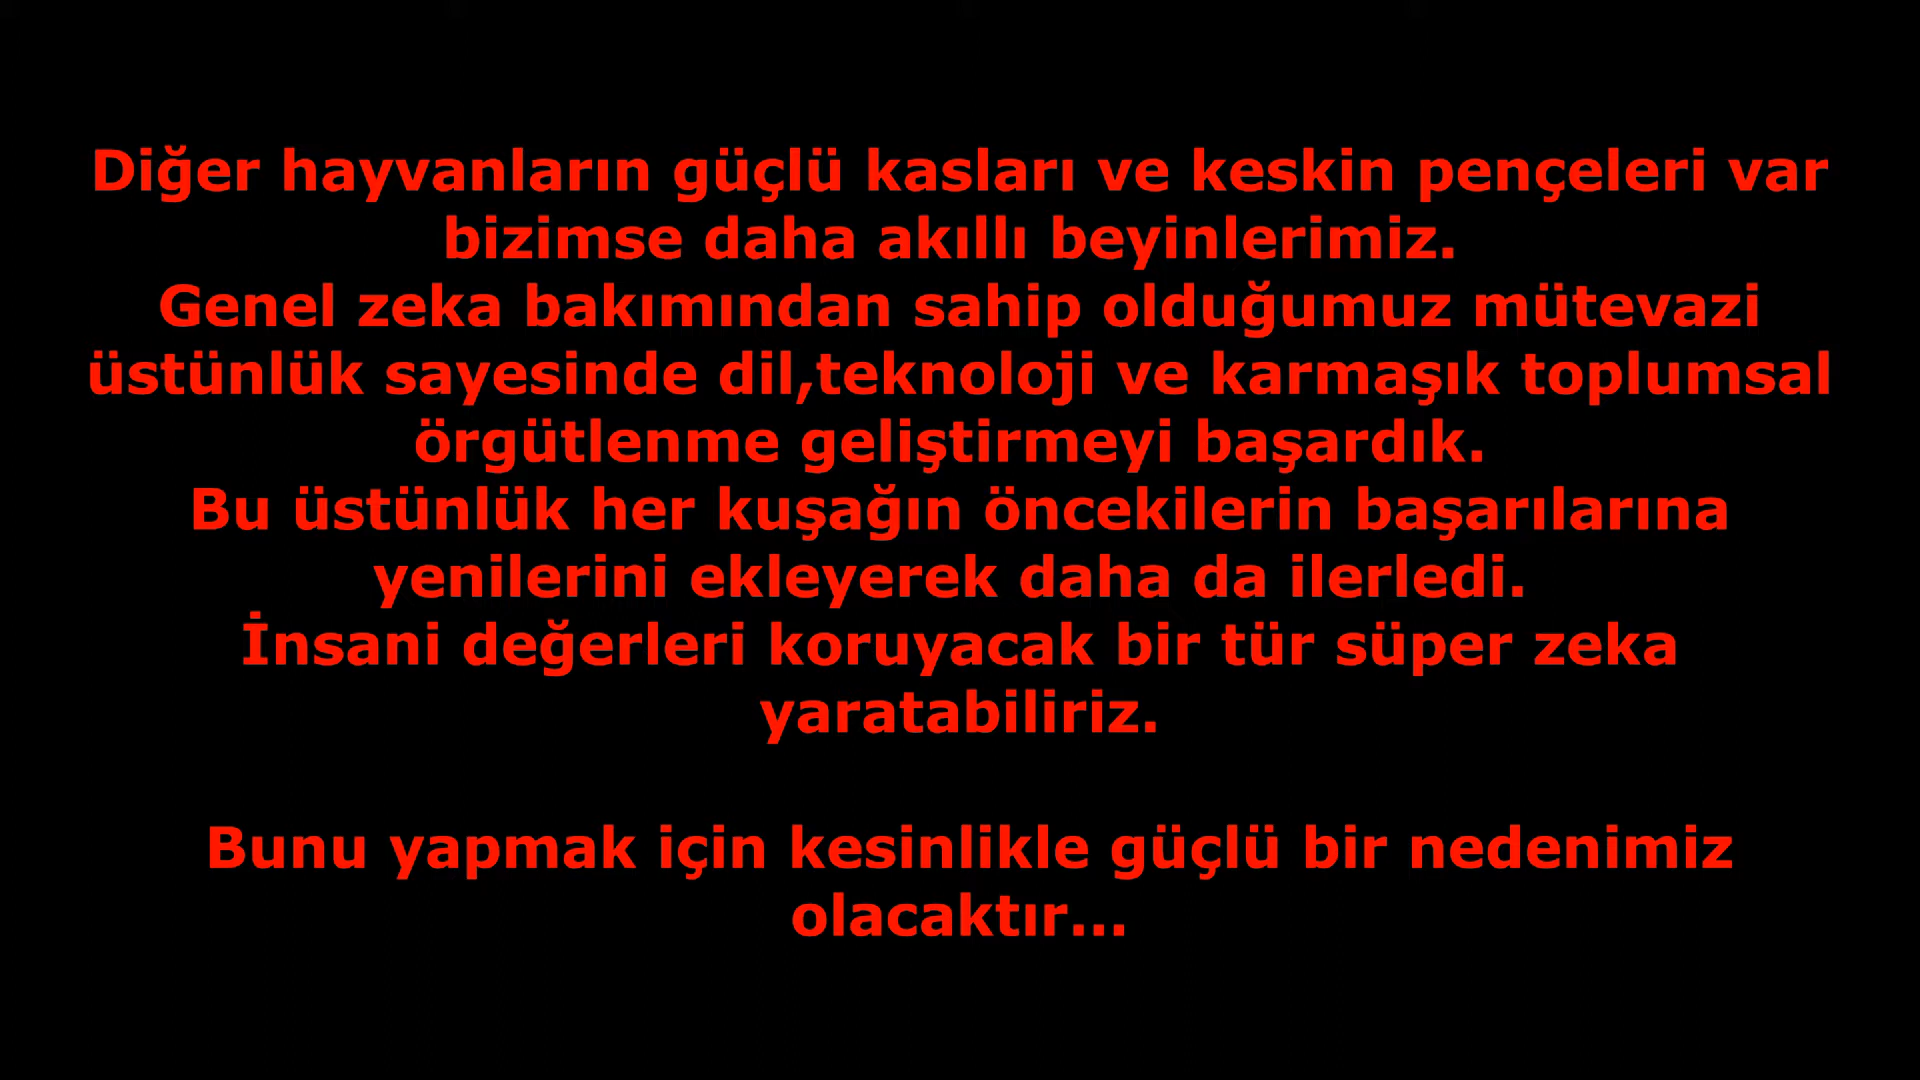 Diğer hayvanların güçlü kasları ve keskin pençeleri var
bizimse daha akıllı beyinlerimiz.
Genel zeka bakımından sahip olduğumuz mütevazi
üstünlük sayesinde dil,teknoloji ve karmaşık toplumsal
örgütlenme geliştirmeyi başardık.
Bu üstünlük her kuşağın öncekilerin başarılarına
yenilerini ekleyerek daha da ilerledi.
İnsani değerleri koruyacak bir tür süper zeka
yaratabiliriz.
Bunu yapmak için kesinlikle güçlü bir nedenimiz
olacaktır...